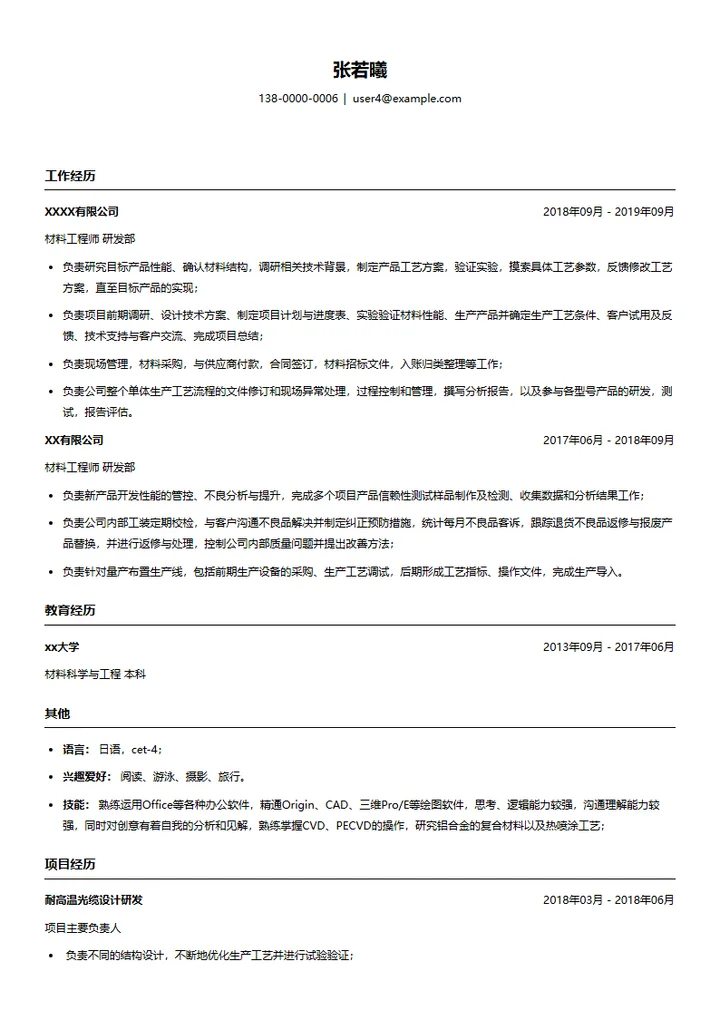 张若曦
138-0000-0006 | user4@example.com
工作经历
XXXX有限公司 2018年09月 - 2019年09月
材料工程师 研发部
• 负责研究目标产品性能、确认材料结构，调研相关技术背景，制定产品工艺方案，验证实验，摸索具体工艺参数，反馈修改工艺
方案，直至目标产品的实现；
• 负责项目前期调研、设计技术方案、制定项目计划与进度表、实验验证材料性能、生产产品并确定生产工艺条件、客户试用及反
馈、技术支持与客户交流、完成项目总结；
• 负责现场管理，材料采购，与供应商付款，合同签订，材料招标文件，入账归类整理等工作；
• 负责公司整个单体生产工艺流程的文件修订和现场异常处理，过程控制和管理，撰写分析报告，以及参与各型号产品的研发，测
试，报告评估。
XX有限公司 2017年06月 - 2018年09月
材料工程师 研发部
• 负责新产品开发性能的管控、不良分析与提升，完成多个项目产品信赖性测试样品制作及检测、收集数据和分析结果工作；
• 负责公司内部工装定期校检，与客户沟通不良品解决并制定纠正预防措施，统计每月不良品客诉，跟踪退货不良品返修与报废产
品替换，并进行返修与处理，控制公司内部质量问题并提出改善方法；
• 负责针对量产布置生产线，包括前期生产设备的采购、生产工艺调试，后期形成工艺指标、操作文件，完成生产导入。
教育经历
xx大学 2013年09月 - 2017年06月
材料科学与工程 本科
其他
• 语言： 日语，cet-4；
• 兴趣爱好： 阅读、游泳、摄影、旅行。
• 技能： 熟练运用Office等各种办公软件，精通Origin、CAD、三维Pro/E等绘图软件，思考、逻辑能力较强，沟通理解能力较
强，同时对创意有着自我的分析和见解，熟练掌握CVD、PECVD的操作，研究铝合金的复合材料以及热喷涂工艺；
项目经历
耐高温光缆设计研发 2018年03月 - 2018年06月
项目主要负责人
• 负责不同的结构设计，不断地优化生产工艺并进行试验验证；